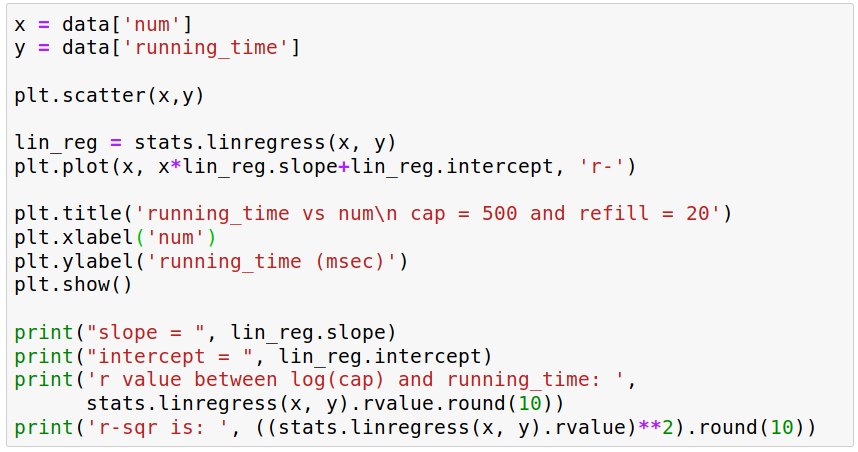 x = data['num']
y = data['running_time']
plt.scatter(x,y)
lin_reg = stats.linregress(x, y)
plt.plot(x, x*lin_reg.slope+lin_reg.intercept, 'r-')
plt.title('running_time vs num\n cap = 500 and refill = 20')
plt.xlabel('num')
plt.ylabel('running_time (msec)')
plt.show()
print("slope = ", lin_reg.slope)
print("intercept = ", lin_reg.intercept)
print('r value between log(cap) and running_time: ',
      stats.linregress(x, y).rvalue.round(10))
print('r-sqr is: ', ((stats.linregress(x, y).rvalue)**2).round(10))